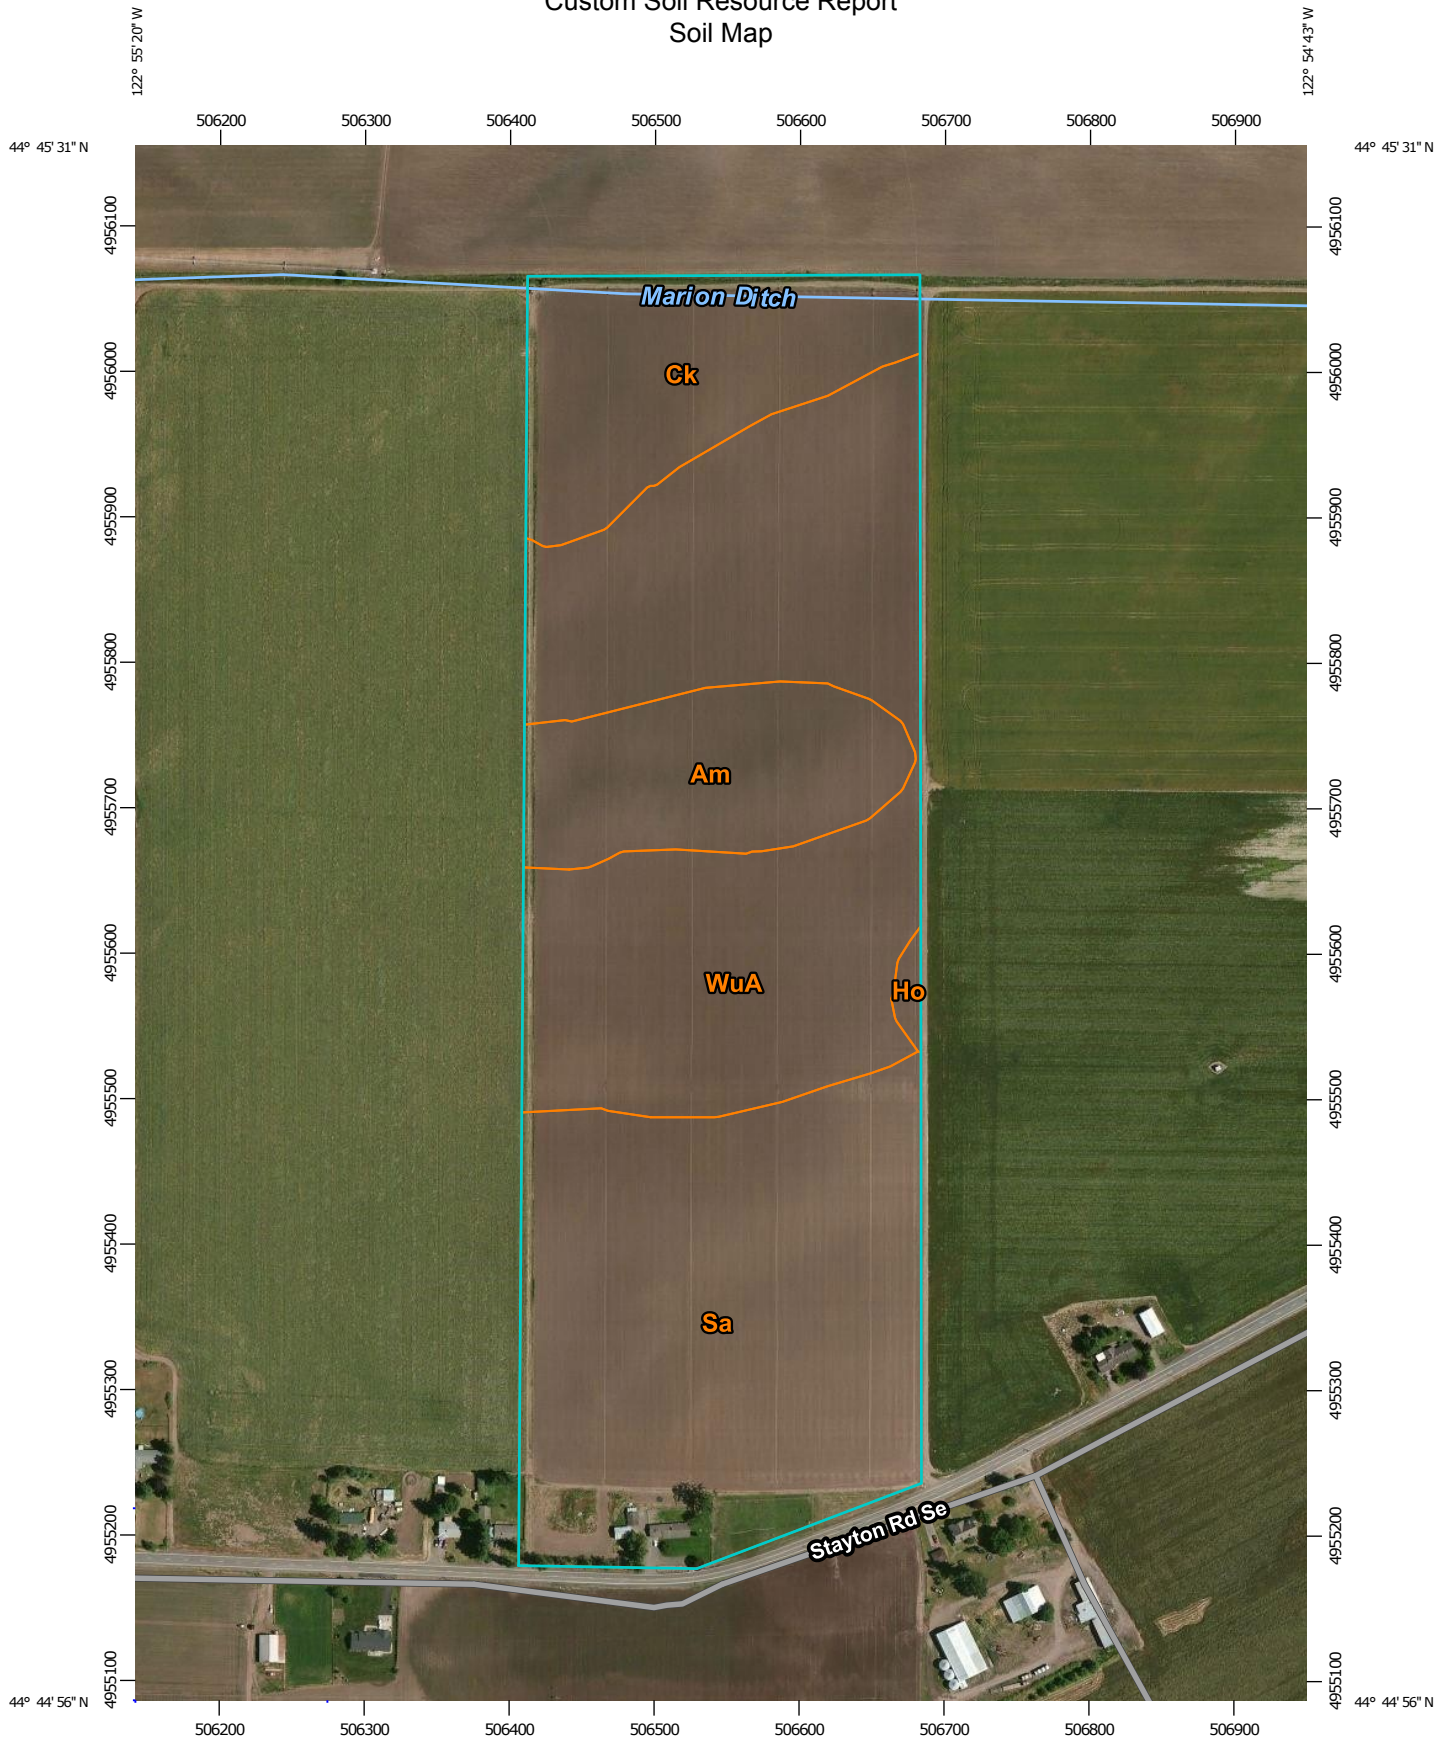 Custom Soil Resource Report
Soil Map
122° 55' 20'' W
122° 54' 43'' W
506200 506300 506400 506500 506600 506700 506800 506900
44° 45' 31'' N
44° 45' 31'' N
4956100
4956100
Marion Ditch
Ck
4956000
4956000
4955900
4955900
4955800
4955800
Am
4955700
4955700
4955600
4955600
WuA
Ho
4955500
4955500
4955400
4955400
Sa
4955300
4955300
4955200
4955200
Stayton Rd Se
4955100
4955100
44° 44' 56'' N
44° 44' 56'' N
506200 506300 506400 506500 506600 506700 506800 506900